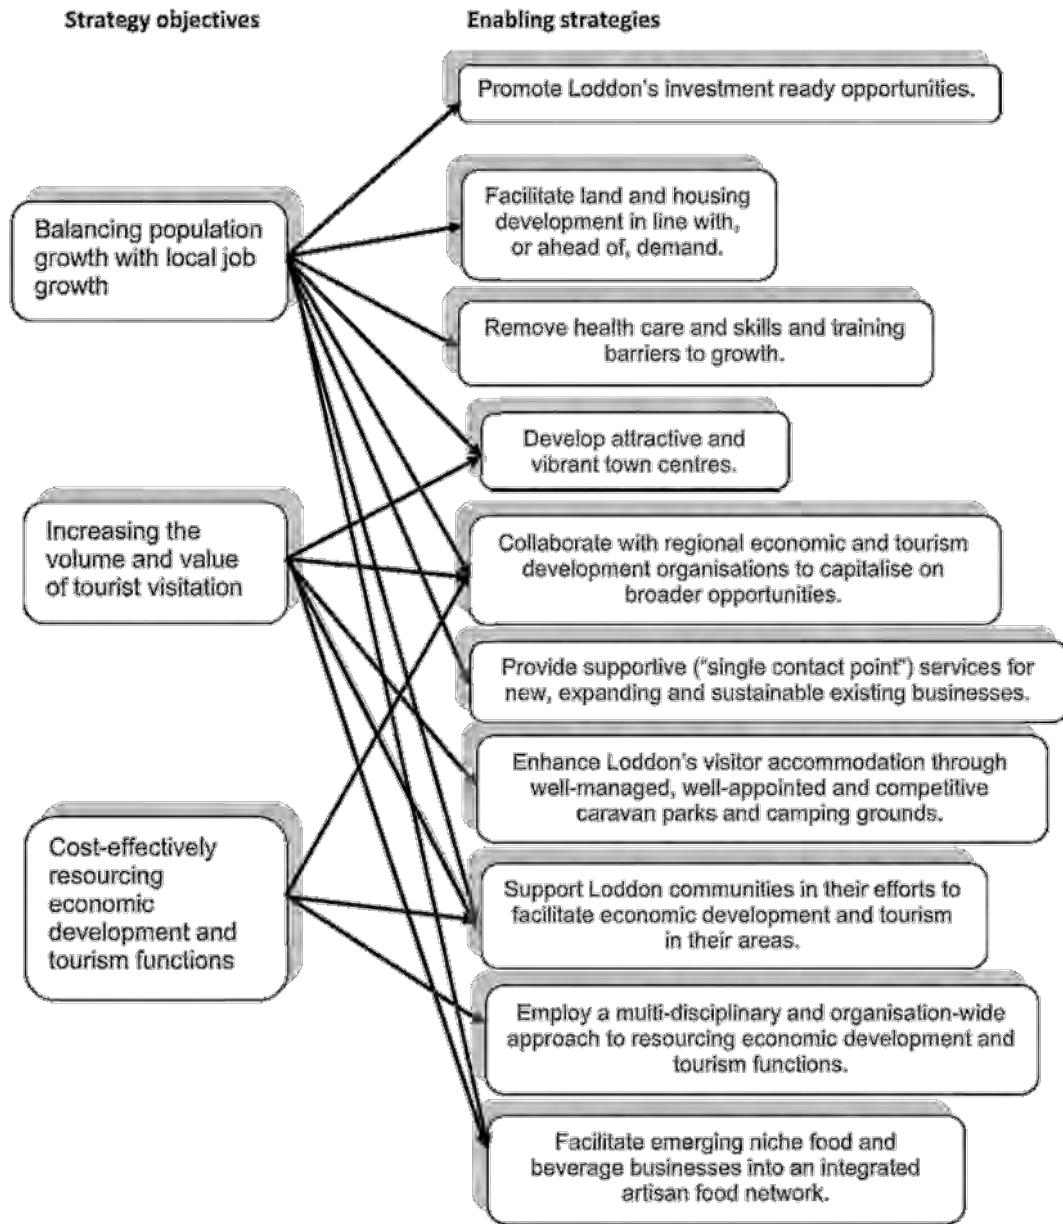 Strategy objectives
Enabling strategies
Promote Loddon's investment ready opportunities.
Balancing population
growth with local job
growth
Facilitate land and housing
development in line with,
or ahead of, demand.
Remove health care and skills and training
barriers to growth.
Develop attractive and
vibrant town centres.
Increasing the
volume and value
of tourist visitation
Collaborate with regional economic and tourism
development organisations to capitalise on
broader opportunities.
Provide supportive ("single contact point") services for
new, expanding and sustainable existing businesses.
Enhance Loddon's visitor accommodation through
well-managed, well-appointed and competitive
caravan parks and camping grounds.
Cost-effectively
resourcing
economic
development and
tourism functions
Support Loddon communities in their efforts to
facilitate economic development and tourism
in their areas.
Employ a multi-disciplinary and organisation-wide
approach to resourcing economic development and
tourism functions.
Facilitate emerging niche food and
beverage businesses into an integrated
artisan food network.